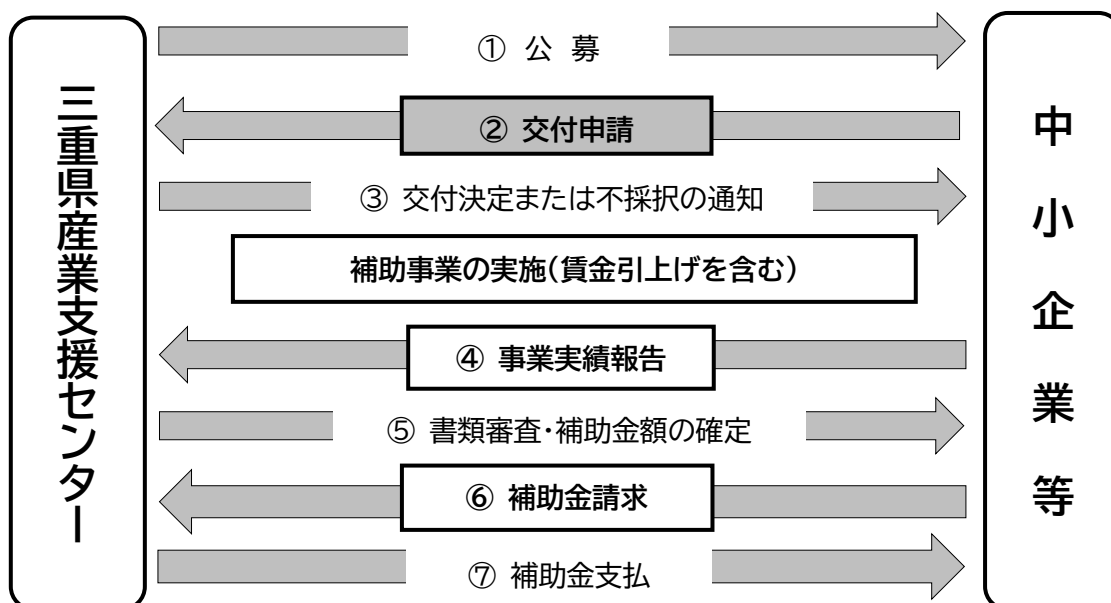 三重県産業支援センター
① 公 募
② 交付申請
③ 交付決定または不採択の通知
補助事業の実施(賃金引上げを含む)
④ 事業実績報告
⑤ 書類審査・補助金額の確定
⑥ 補助金請求
⑦ 補助金支払
中小企業等